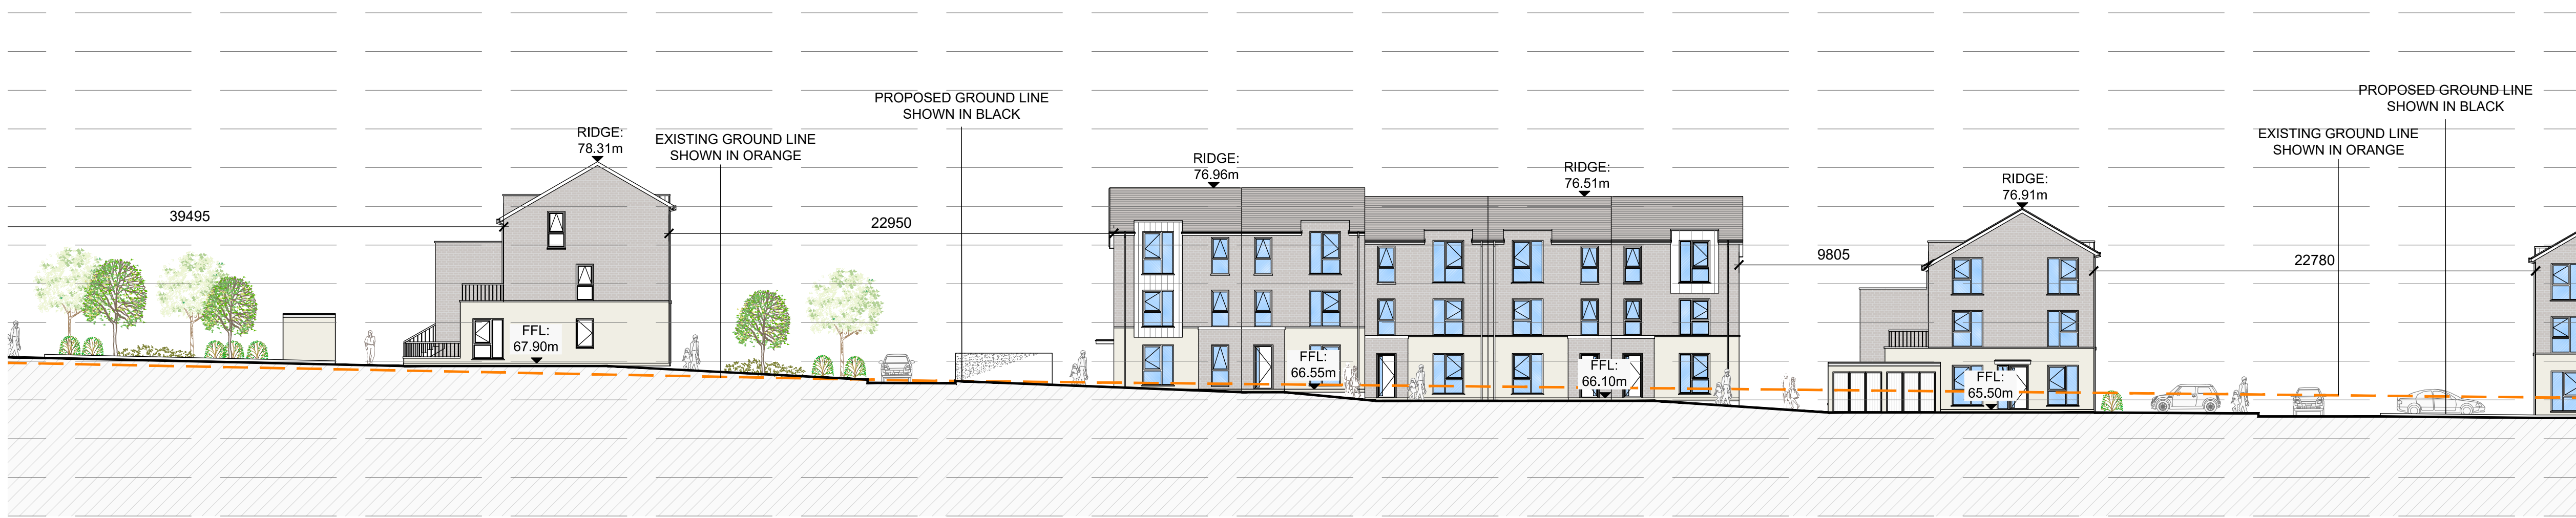 39495
RIDGE:
78.31m
FFL:
67.90m
EXISTING GROUND LINE
SHOWN IN ORANGE
22950
PROPOSED GROUND LINE
SHOWN IN BLACK
RIDGE:
76.96m
FFL:
66.55m
RIDGE:
76.51m
FFL:
66.10m
9805
RIDGE:
76.91m
FFL:
65.50m
22780
EXISTING GROUND LINE
SHOWN IN ORANGE
PROPOSED GROUND LINE
SHOWN IN BLACK